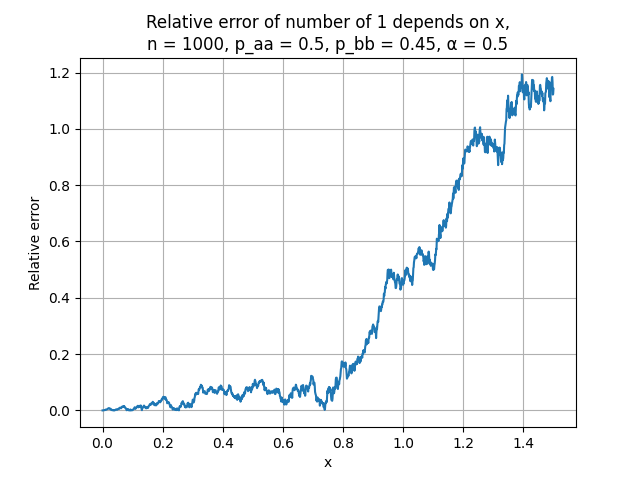 Relative error of number of 1 depends on x,
n = 1000, p_aa = 0.5, p_bb = 0.45, α = 0.5
1.2
1.0
0.8
0.6
0.4
0.2
0.0
Relative error
0.0 0.2 0.4 0.6 0.8 1.0 1.2 1.4
x